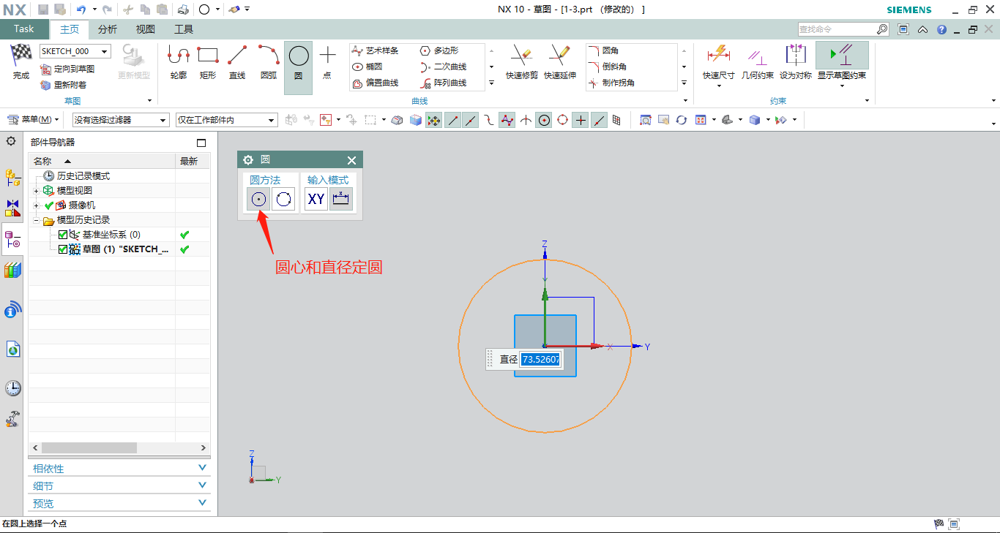 NX
NX 10 - 草图 - [1-3.prt （修改的） ]
SIEMENS
Task
主页
分析
视图
工具
查找命令
完成
SKETCH_000
定向到草图
重新附着
更新模型
草图
轮廓
矩形
直线
圆弧
圆
点
艺术样条
椭圆
偏置曲线
多边形
二次曲线
阵列曲线
曲线
快速修剪
快速延伸
圆角
倒斜角
制作拐角
快速尺寸
几何约束
设为对称
显示草图约束
约束
菜单(M)
没有选择过滤器
仅在工作部件内
部件导航器
名称
最新
历史记录模式
模型视图
摄像机
模型历史记录
基准坐标系 (0)
草图 (1) "SKETCH_...
相依性
细节
预览
圆
圆方法
输入模式
XY
x
圆心和直径定圆
Z
Y
X
Y
直径
73.52607
Z
Y
在圆上选择一个点